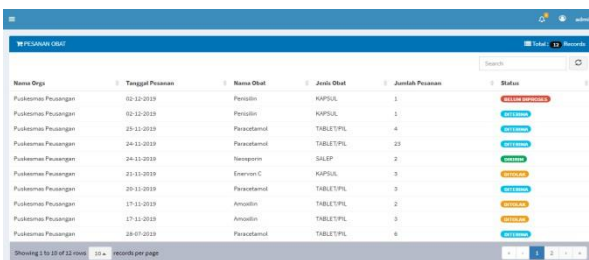 admin
PESANAN OBAT
Total : 12 Records
Search
Nama Orgs Tanggal Pesanan Nama Obat Jenis Obat Jumlah Pesanan Status
Puskesmas Peusangan 02-12-2019 Penisilin KAPSUL 1 BELUM DIPROSES
Puskesmas Peusangan 02-12-2019 Penisilin KAPSUL 1 DITERIMA
Puskesmas Peusangan 25-11-2019 Paracetamol TABLET/PIL 4 DITERIMA
Puskesmas Peusangan 24-11-2019 Paracetamol TABLET/PIL 23 DITERIMA
Puskesmas Peusangan 24-11-2019 Neosporin SALEP 2
Puskesmas Peusangan 21-11-2019 Enervon C KAPSUL 3 DITOLAK
Puskesmas Peusangan 20-11-2019 Paracetamol TABLET/PIL 3 DITERIMA
Puskesmas Peusangan 17-11-2019 Amoxilin TABLET/PIL 2 DITOLAK
Puskesmas Peusangan 17-11-2019 Amoxilin TABLET/PIL 3 DITOLAK
Puskesmas Peusangan 28-07-2019 Paracetamol TABLET/PIL 6 DITERIMA
Showing 1 to 10 of 12 rows 10 records per page 1 2